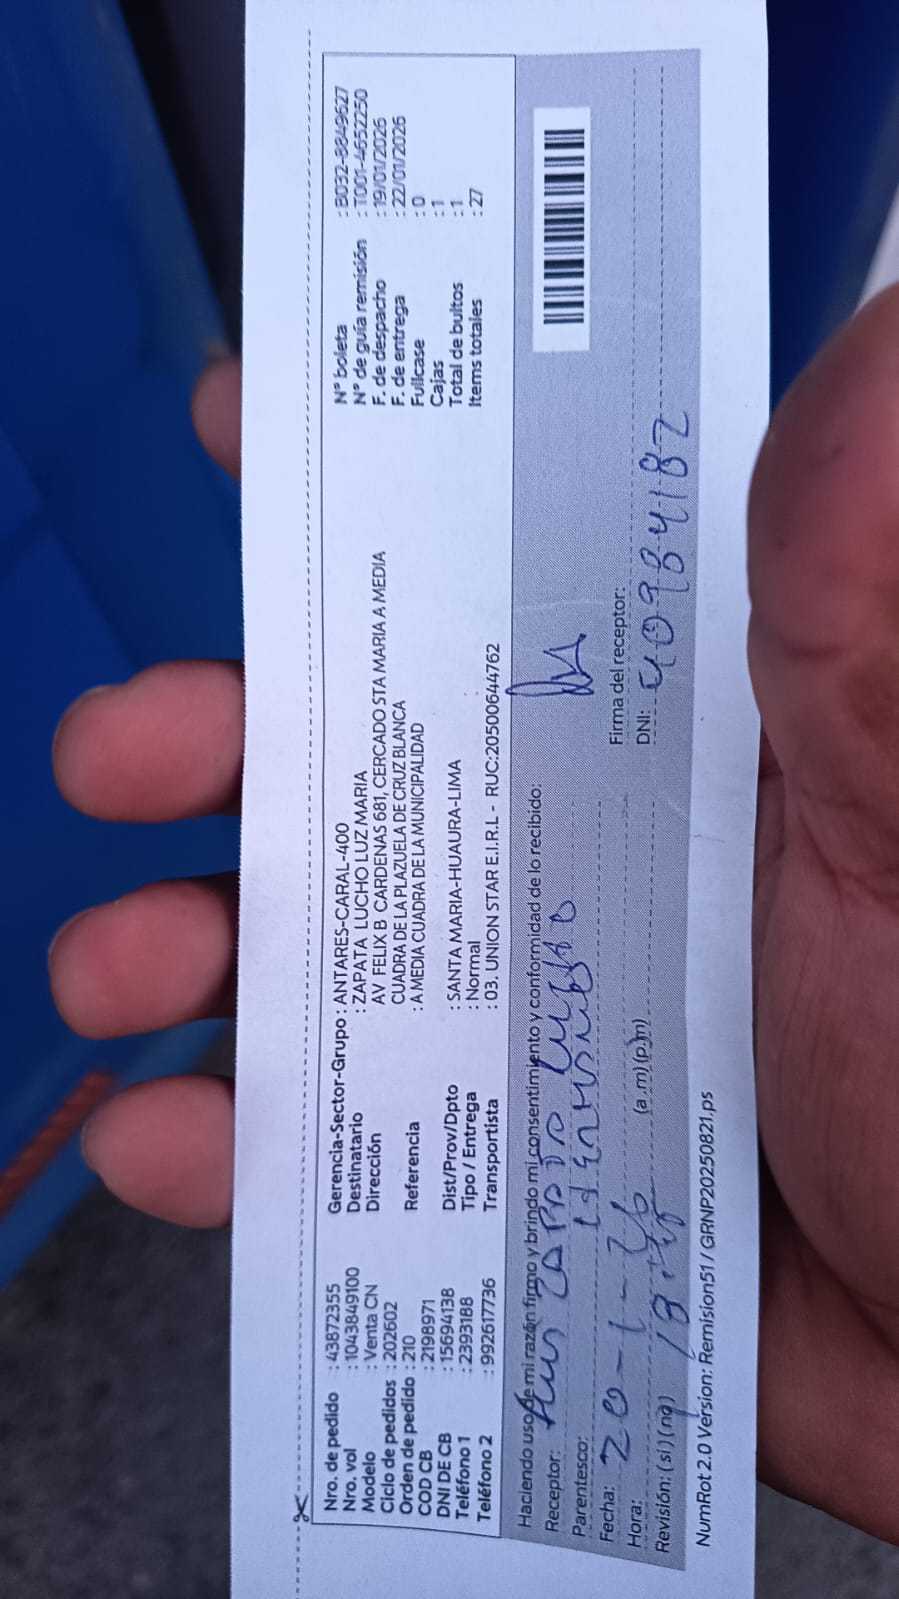 Nro. de pedido : 43872355
Nro. vol : 1043849100
Modelo : Venta CN
Ciclo de pedidos : 202602
Orden de pedido : 210
COD CB : 2198971
DNI DE CB : 15694138
Teléfono 1 : 2393188
Teléfono 2 : 992617736
Gerencia-Sector-Grupo : ANTARES-CARAL-400
Destinatario : ZAPATA LUCHO LUZ MARIA
Dirección AV FELIX B CARDENAS 681, CERCADO STA MARIA A MEDIA
CUADRA DE LA PLAZUELA DE CRUZ BLANCA
Referencia : A MEDIA CUADRA DE LA MUNICIPALIDAD
Dist/Prov/Dpto : SANTA MARIA-HUAURA-LIMA
Tipo / Entrega : Normal
Transportista : 03. UNION STAR E.I.R.L - RUC:20500644762
N° boleta : B032-8849627
N° de guía remisión : T001-4652250
F. de despacho : 19/01/2026
F. de entrega : 22/01/2026
Fullcase : 0
Cajas : 1
Total de bultos : 1
Items totales : 27
Haciendo uso de mi razón firmo y brindo mi consentimiento y conformidad de lo recibido:
Receptor: ZAPATA
Parentesco:
Fecha: 20-1-26
Hora: (a.m) (p.m)
Revisión: (si) (no)
Firma del receptor:
DNI: 40984182
NumRot 2.0 Version: Remision51 / GRNP20250821.ps